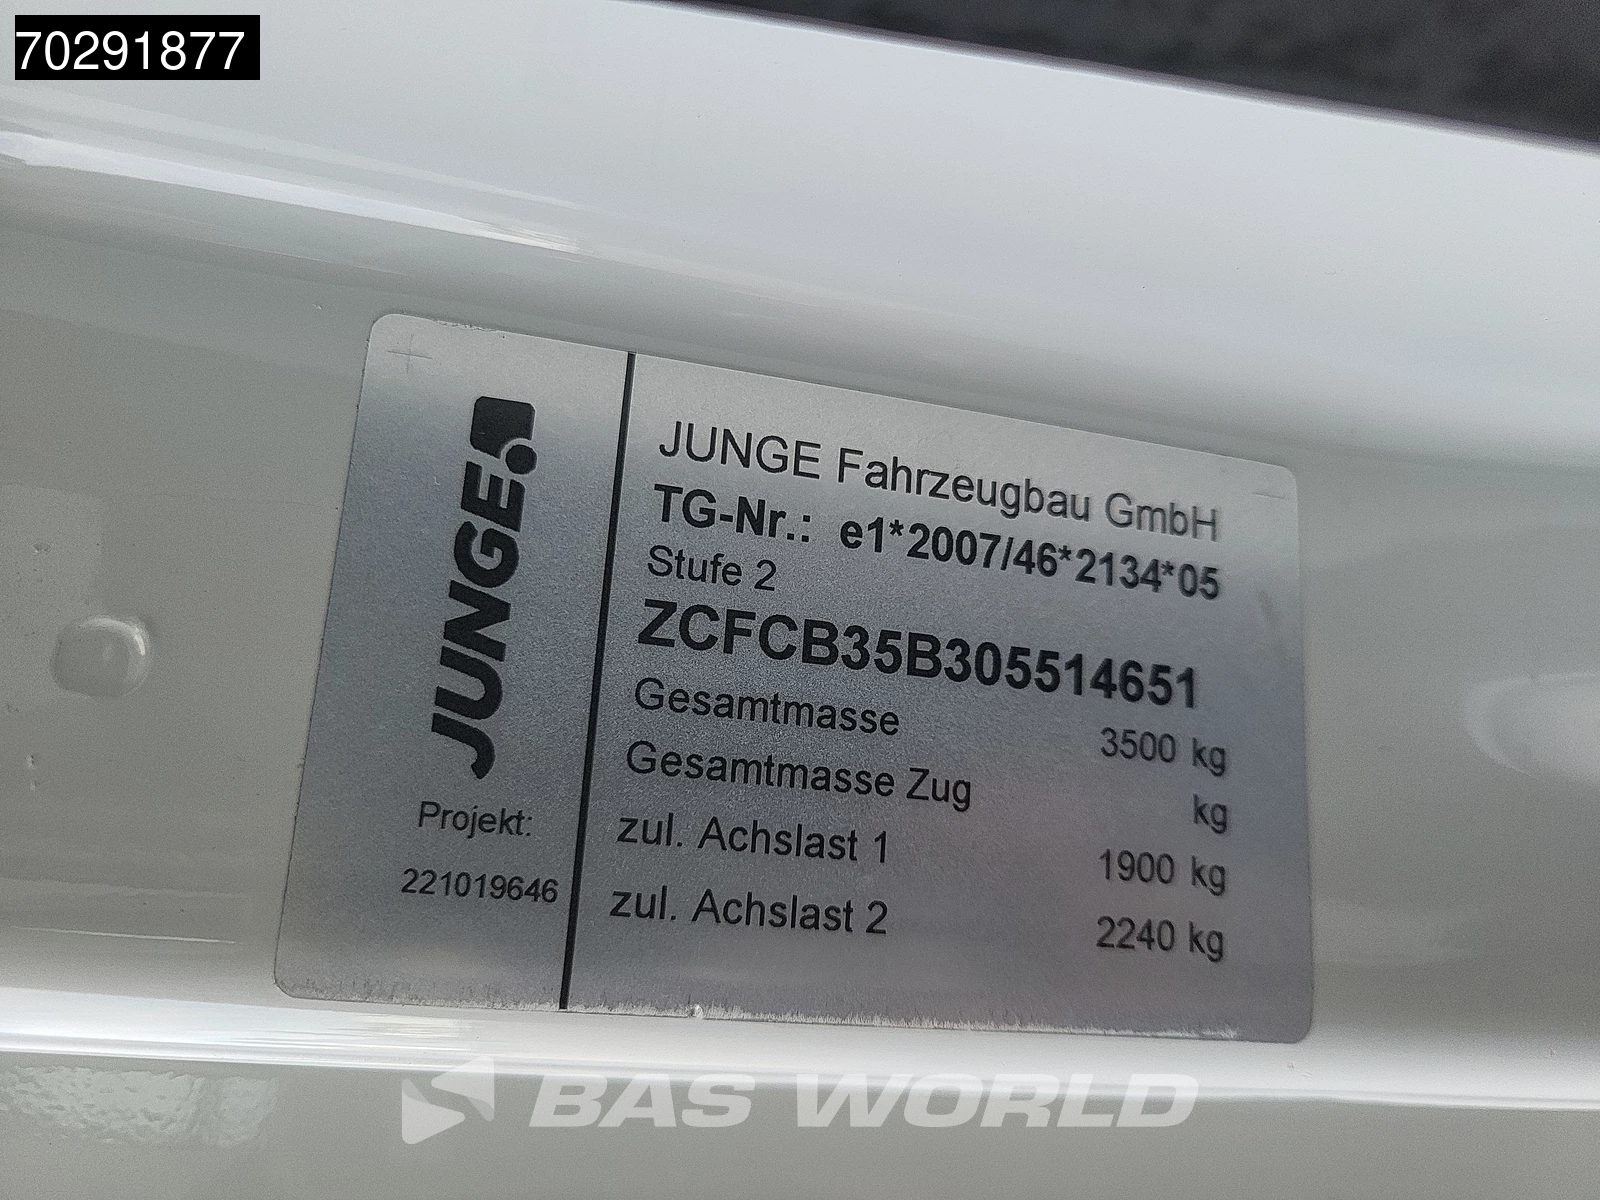 70291877
JUNGE
Projekt:
221019646
JUNGE Fahrzeugbau GmbH
TG-Nr.: e1*2007/46*2134*05
Stufe 2
ZCFCB35B305514651
Gesamtmasse 3500 kg
Gesamtmasse Zug kg
zul. Achslast 1 1900 kg
zul. Achslast 2 2240 kg
BAS WORLD